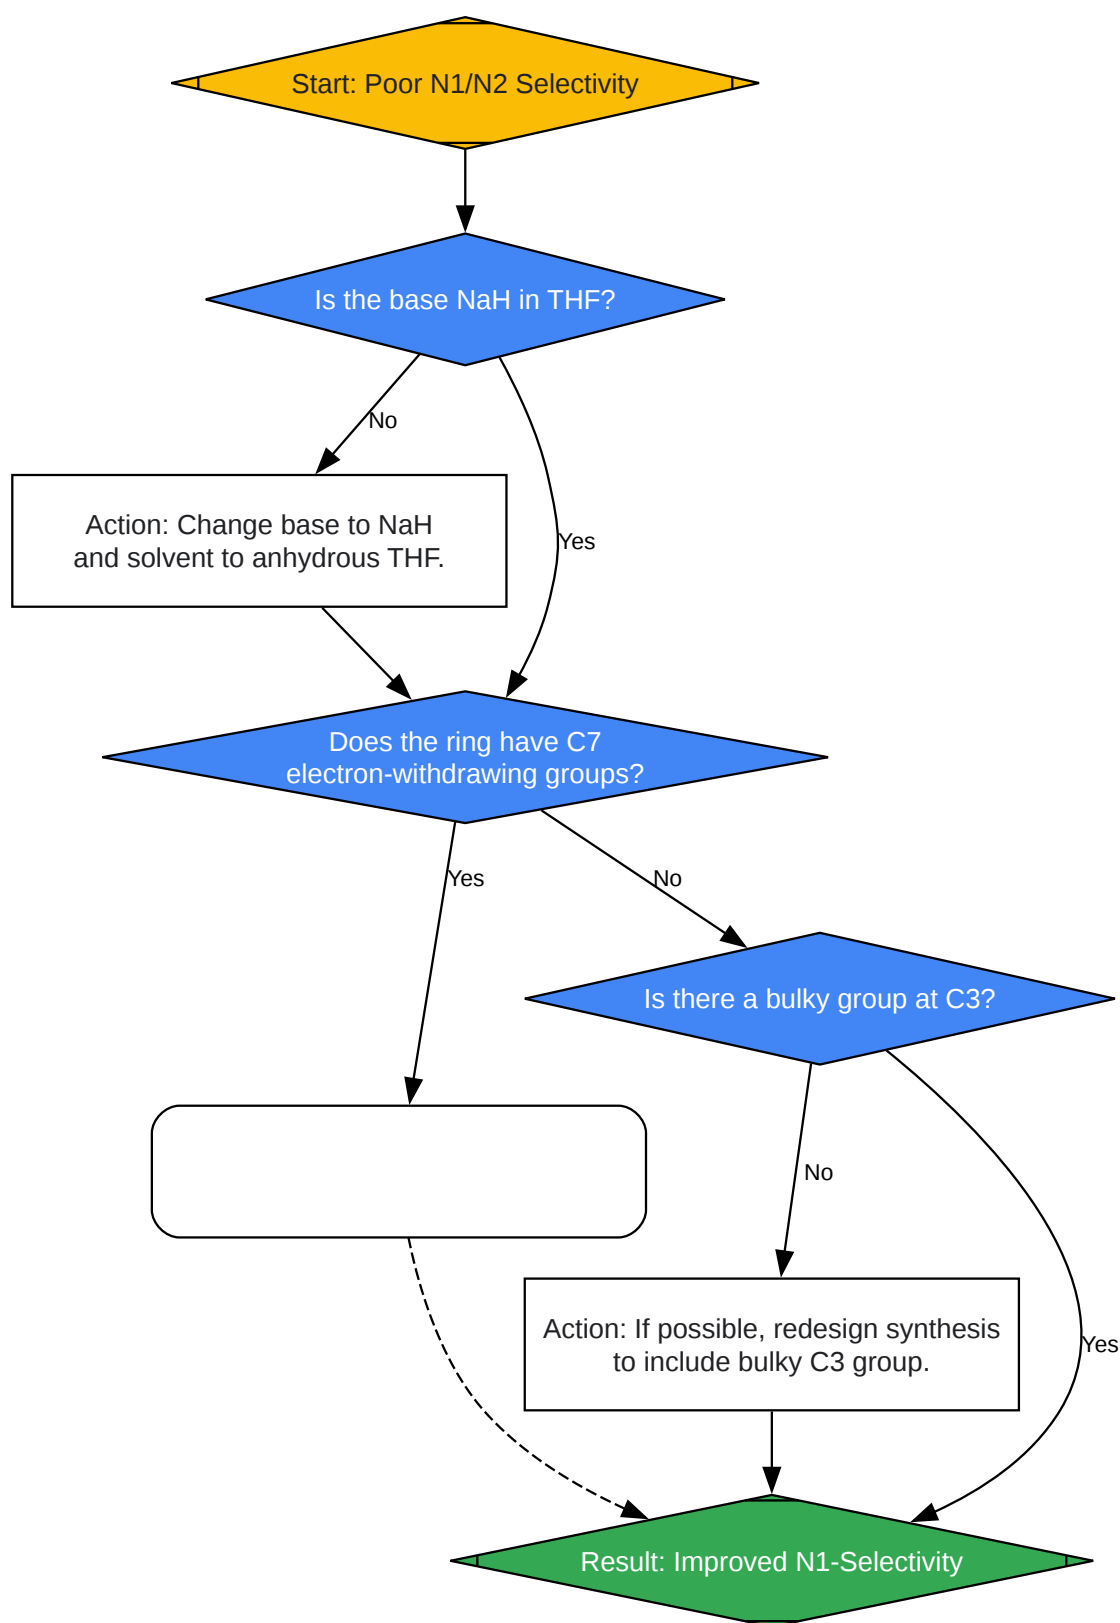 Start: Poor N1/N2 Selectivity
Is the base NaH in THF?
No
Action: Change base to NaH
and solvent to anhydrous THF.
Yes
Does the ring have C7
electron-withdrawing groups?
Yes
No
Is there a bulky group at C3?
No
Action: If possible, redesign synthesis
to include bulky C3 group.
Yes
Result: Improved N1-Selectivity